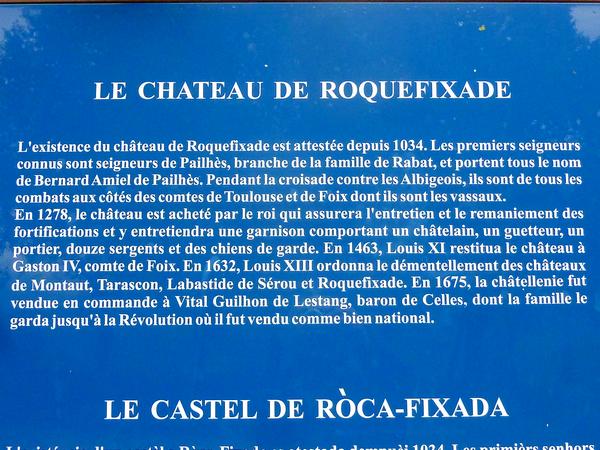 LE CHATEAU DE ROQUEFIXADE
L'existence du château de Roquefixade est attestée depuis 1034. Les premiers seigneurs
connus sont seigneurs de Pailhès, branche de la famille de Rabat, et portent tous le nom
de Bernard Amiel de Pailhès. Pendant la croisade contre les Albigeois, ils sont de tous les
combats aux côtés des comtes de Toulouse et de Foix dont ils sont les vassaux.
En 1278, le château est acheté par le roi qui assurera l'entretien et le remaniement des
fortifications et y entretiendra une garnison comportant un châtelain, un guetteur, un
portier, douze sergents et des chiens de garde. En 1463, Louis XI restitua le château à
Gaston IV, comte de Foix. En 1632, Louis XIII ordonna le démentellement des châteaux
de Montaut, Tarascon, Labastide de Sérou et Roquefixade. En 1675, la châtellenie fut
vendue en commande à Vital Guilhon de Lestang, baron de Celles, dont la famille le
garda jusqu'à la Révolution où il fut vendu comme bien national.
LE CASTEL DE RÒCA-FIXADA